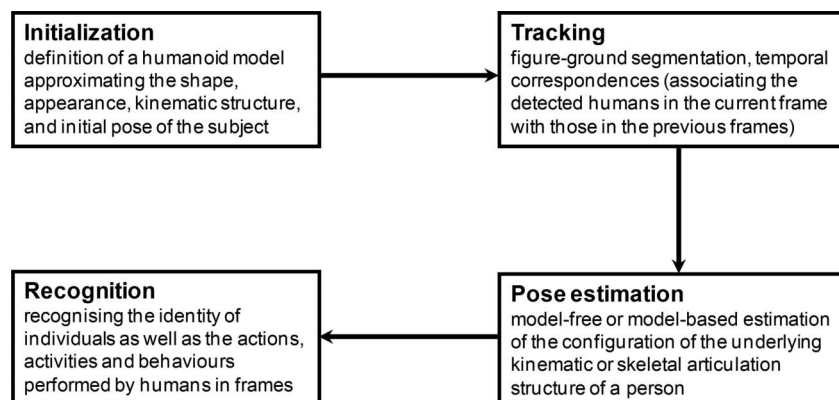 Initialization
definition of a humanoid model
approximating the shape,
appearance, kinematic structure,
and initial pose of the subject
Tracking
figure-ground segmentation, temporal
correspondences (associating the
detected humans in the current frame
with those in the previous frames)
Recognition
recognising the identity of
individuals as well as the actions,
activities and behaviours
performed by humans in frames
Pose estimation
model-free or model-based estimation
of the configuration of the underlying
kinematic or skeletal articulation
structure of a person